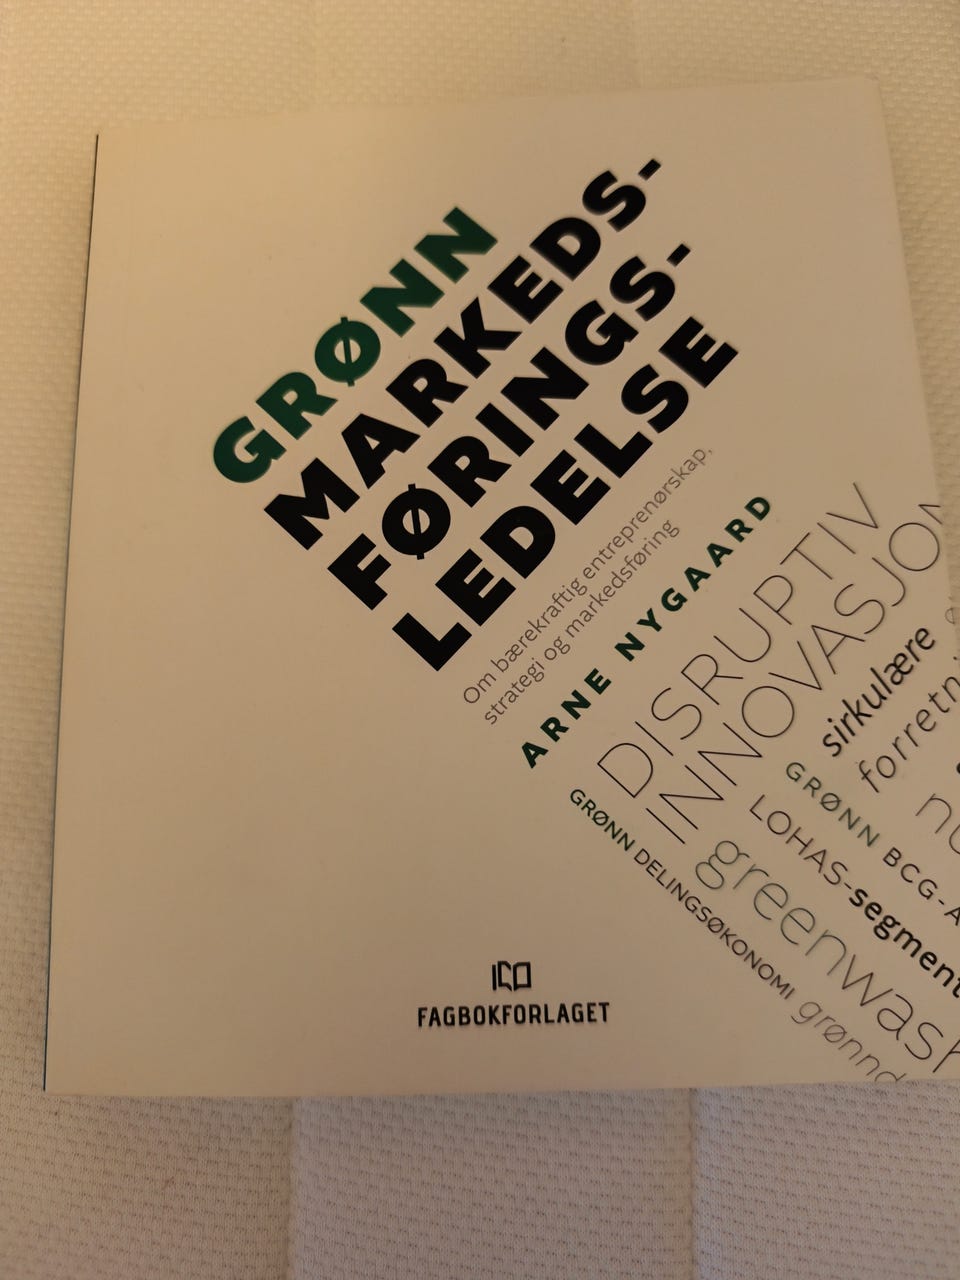 GRØNN
MARKEDS-
FØRINGS-
LEDELSE
Om bærekraftig entreprenørskap,
strategi og markedsføring
ARNE NYGAARD
DISRUPTIV
INNOVASJON
sirkulære
forretn
GRØNN BCG-A
LOHAS-segment
greenwash
GRØNN DELINGSØKONOMI
grønnd
FAGBOKFORLAGET